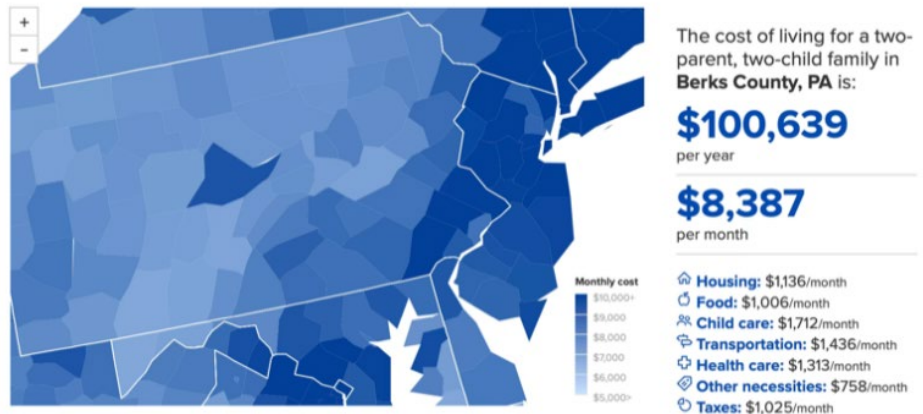 +
−
The cost of living for a two-
parent, two-child family in
Berks County, PA is:
$100,639
per year
$8,387
per month
Housing: $1,136/month
Food: $1,006/month
Child care: $1,712/month
Transportation: $1,436/month
Health care: $1,313/month
Other necessities: $758/month
Taxes: $1,025/month
Monthly cost
$10,000+
$9,000
$8,000
$7,000
$6,000
$5,000>